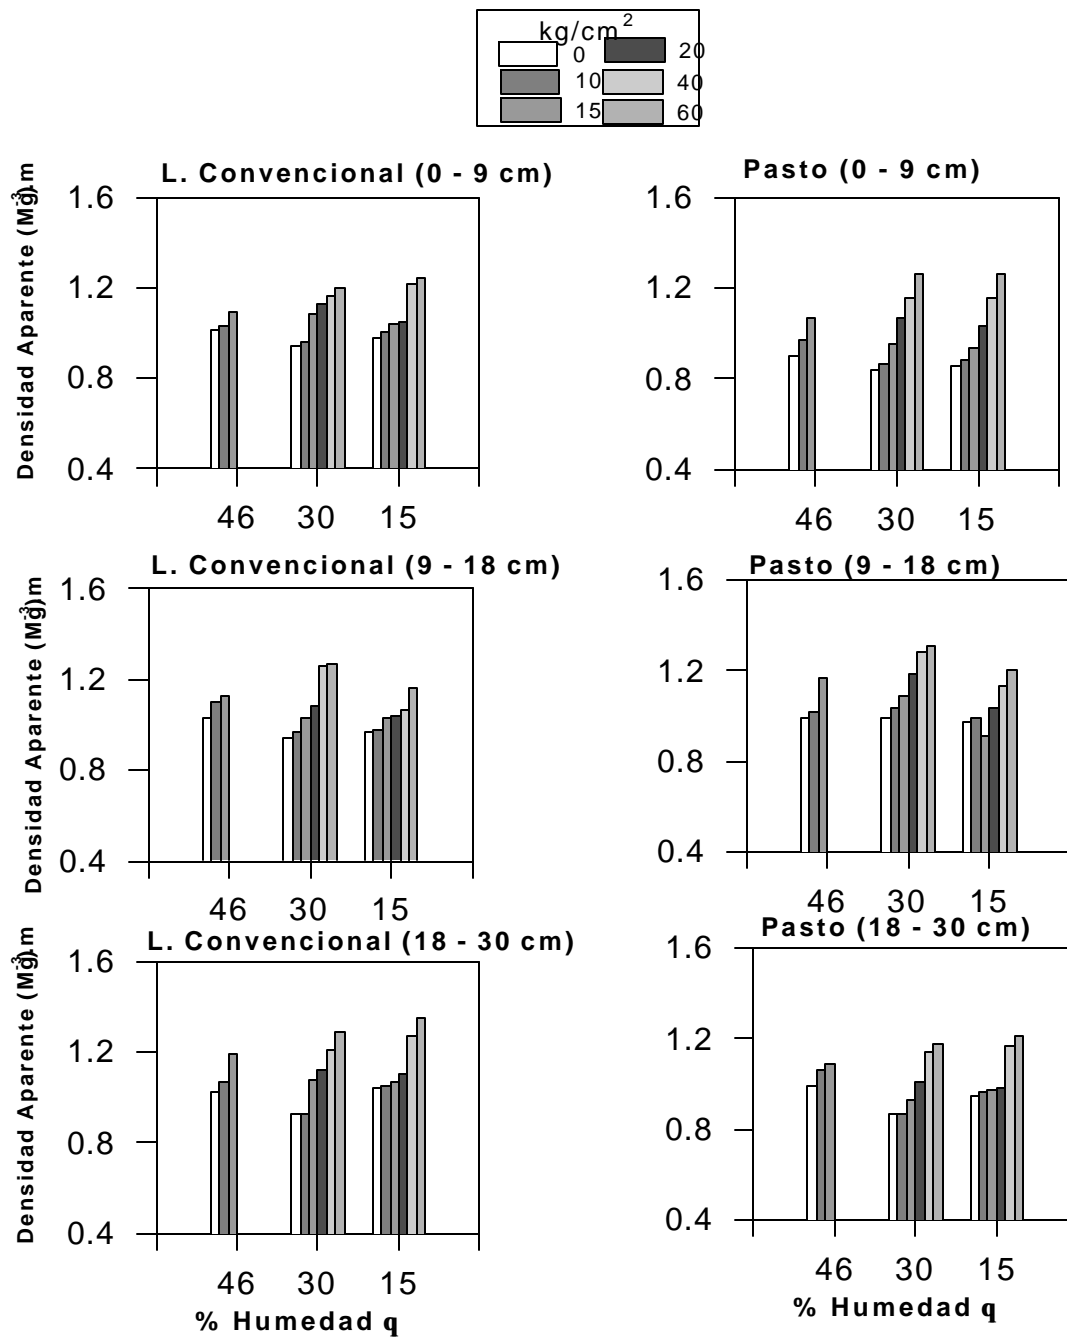 kg/cm2
0 20
10 40
15 60
L. Convencional (0 - 9 cm)
Densidad Aparente (Mg m-3)
1.6
1.2
0.8
0.4
46 30 15
Pasto (0 - 9 cm)
1.6
1.2
0.8
0.4
46 30 15
L. Convencional (9 - 18 cm)
Densidad Aparente (Mg m-3)
1.6
1.2
0.8
0.4
46 30 15
Pasto (9 - 18 cm)
1.6
1.2
0.8
0.4
46 30 15
L. Convencional (18 - 30 cm)
Densidad Aparente (Mg m-3)
1.6
1.2
0.8
0.4
46 30 15
% Humedad q
Pasto (18 - 30 cm)
1.6
1.2
0.8
0.4
46 30 15
% Humedad q